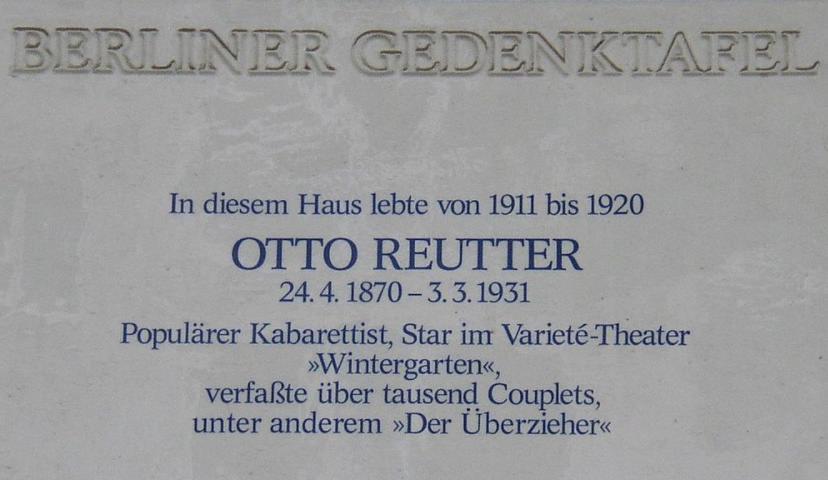 BERLINER GEDENKTAFEL
In diesem Haus lebte von 1911 bis 1920
OTTO REUTTER
24. 4. 1870 – 3. 3. 1931
Populärer Kabarettist, Star im Varieté-Theater
»Wintergarten«,
verfaßte über tausend Couplets,
unter anderem »Der Überzieher«